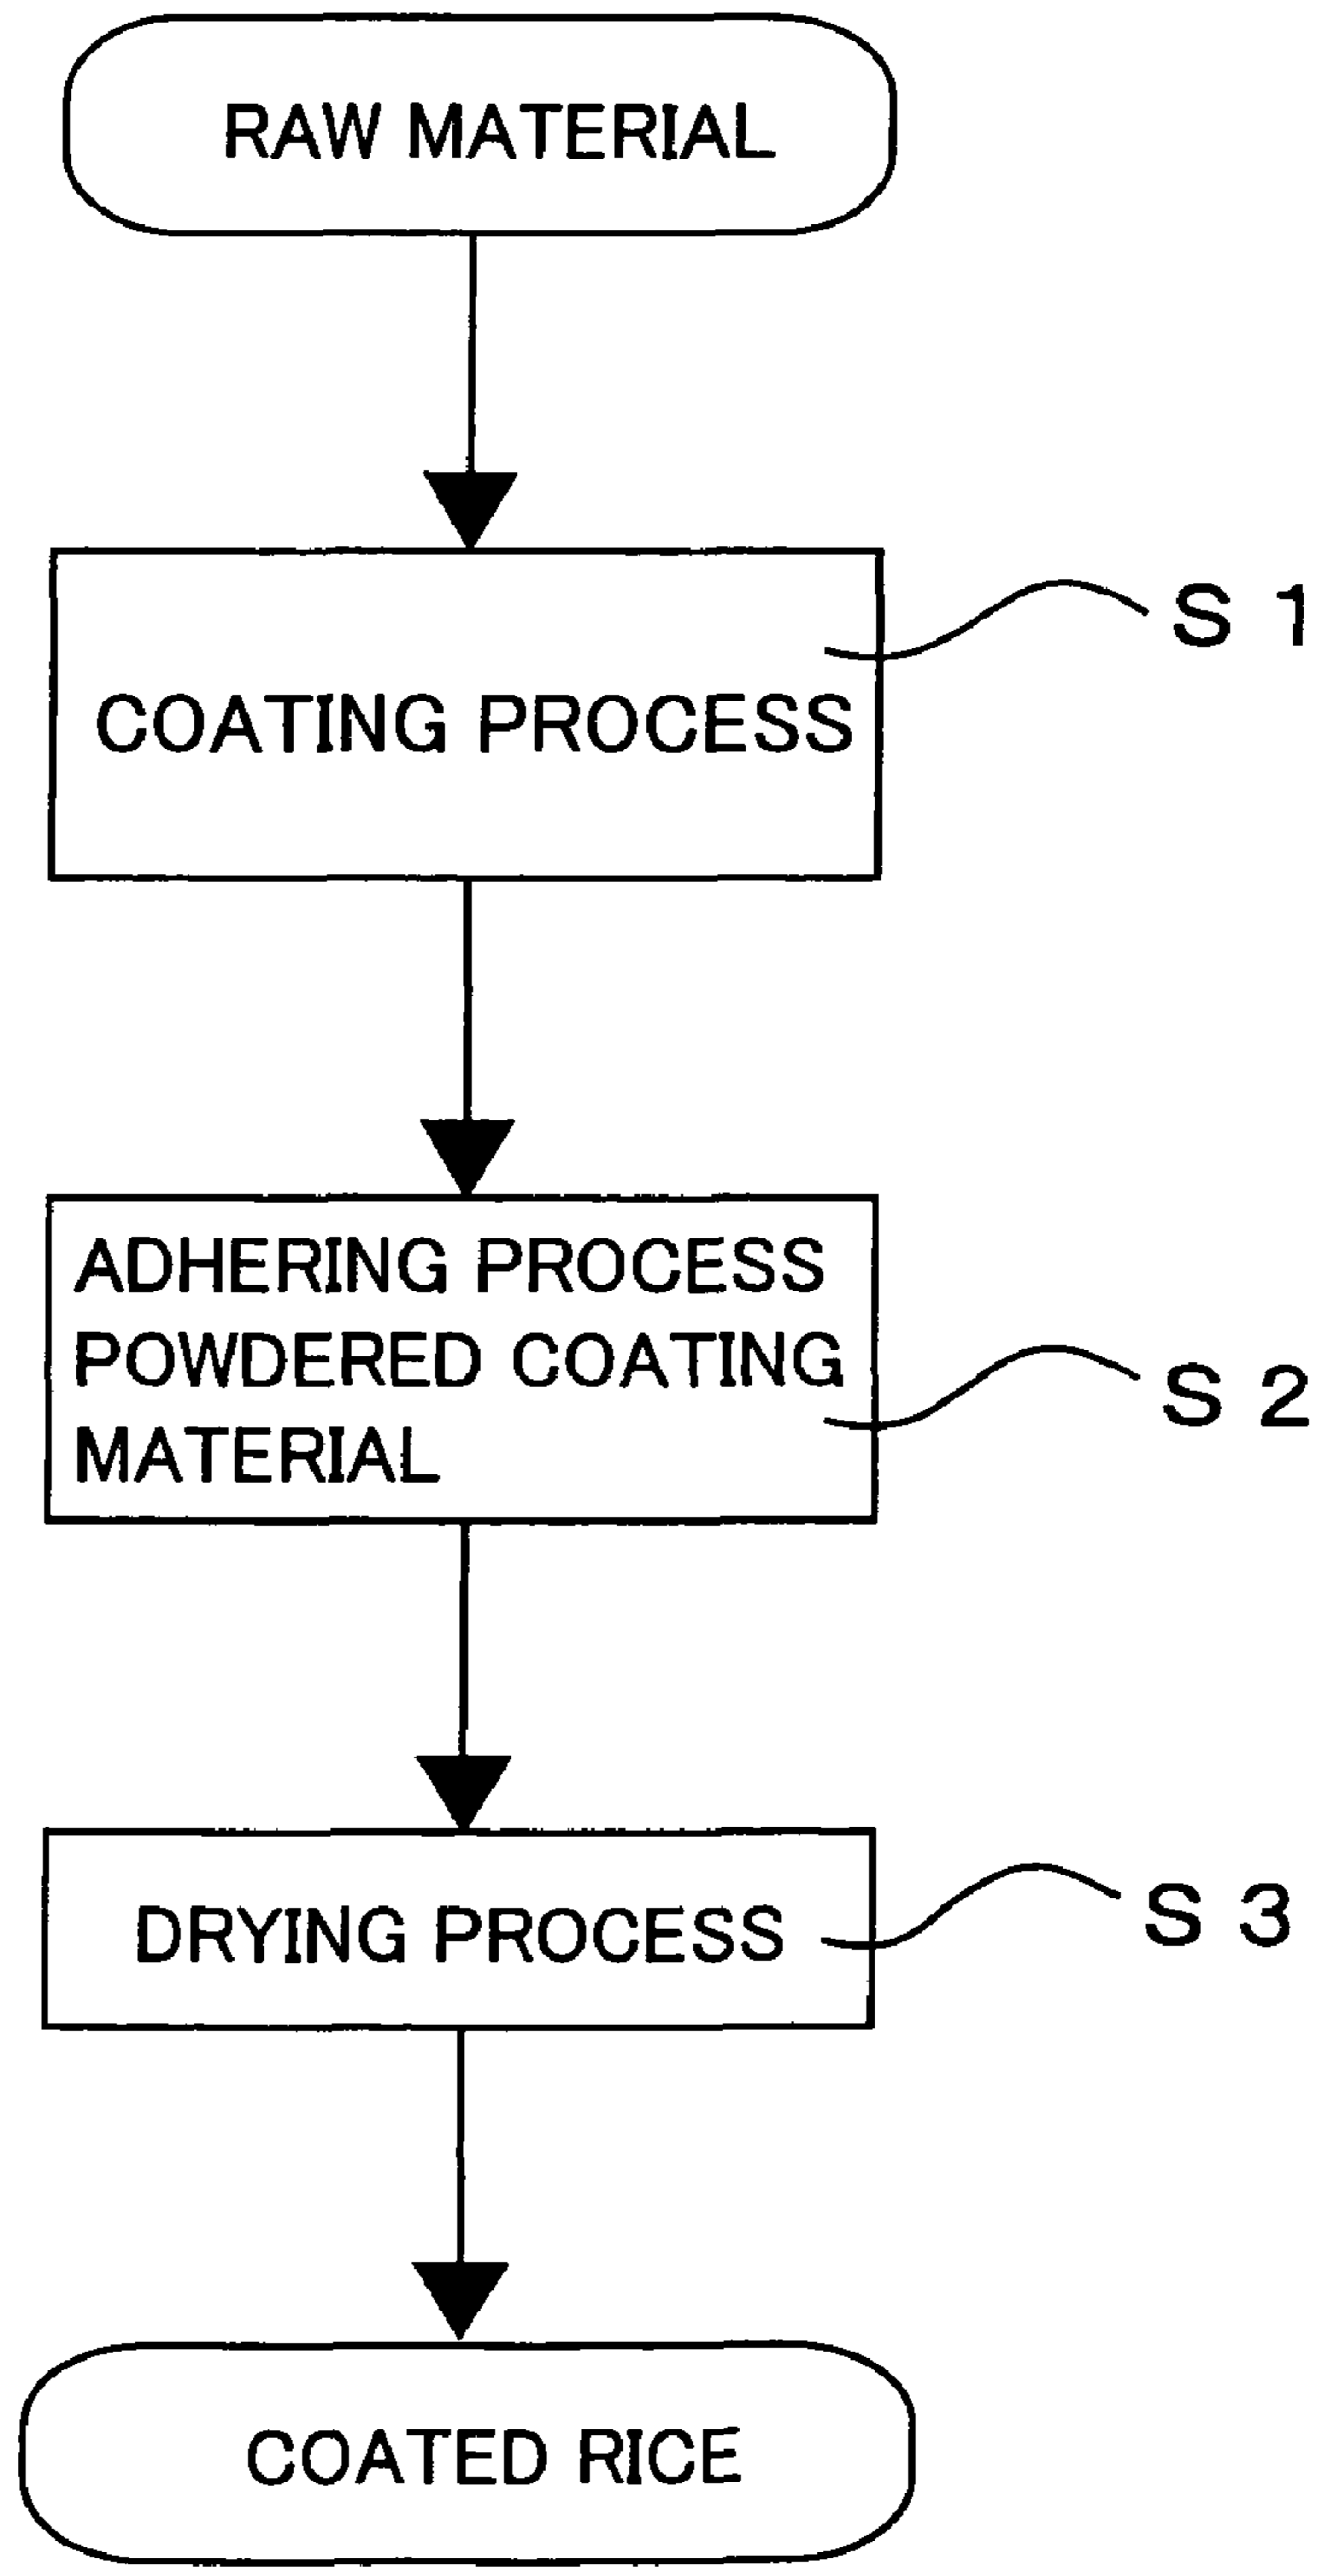 RAW MATERIAL
S 1
COATING PROCESS
ADHERING PROCESS
POWDERED COATING
MATERIAL
S 2
DRYING PROCESS
S 3
COATED RICE